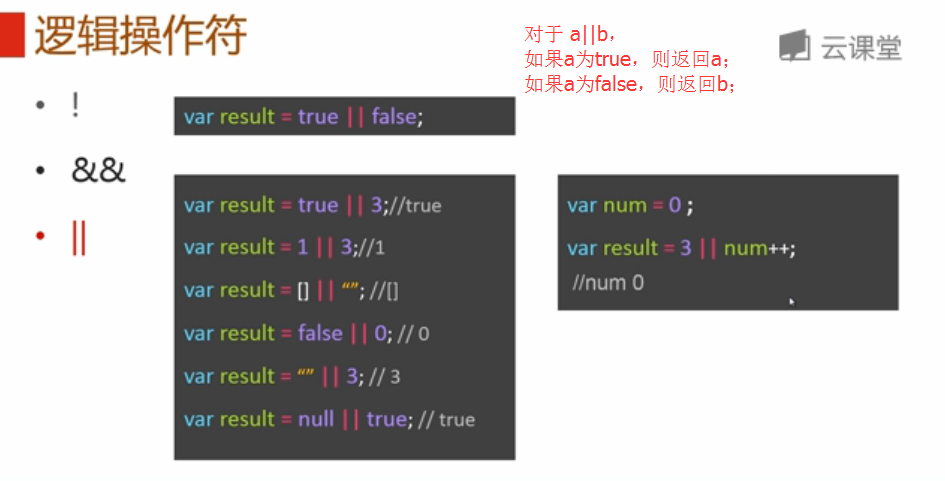 逻辑操作符
对于 a||b，
如果a为true，则返回a；
如果a为false，则返回b；
云课堂
• !
• &&
• ||
var result = true || false;
var result = true || 3;//true
var result = 1 || 3;//1
var result = [] || “”; //[]
var result = false || 0; // 0
var result = “” || 3; // 3
var result = null || true; // true
var num = 0 ;
var result = 3 || num++;
//num 0